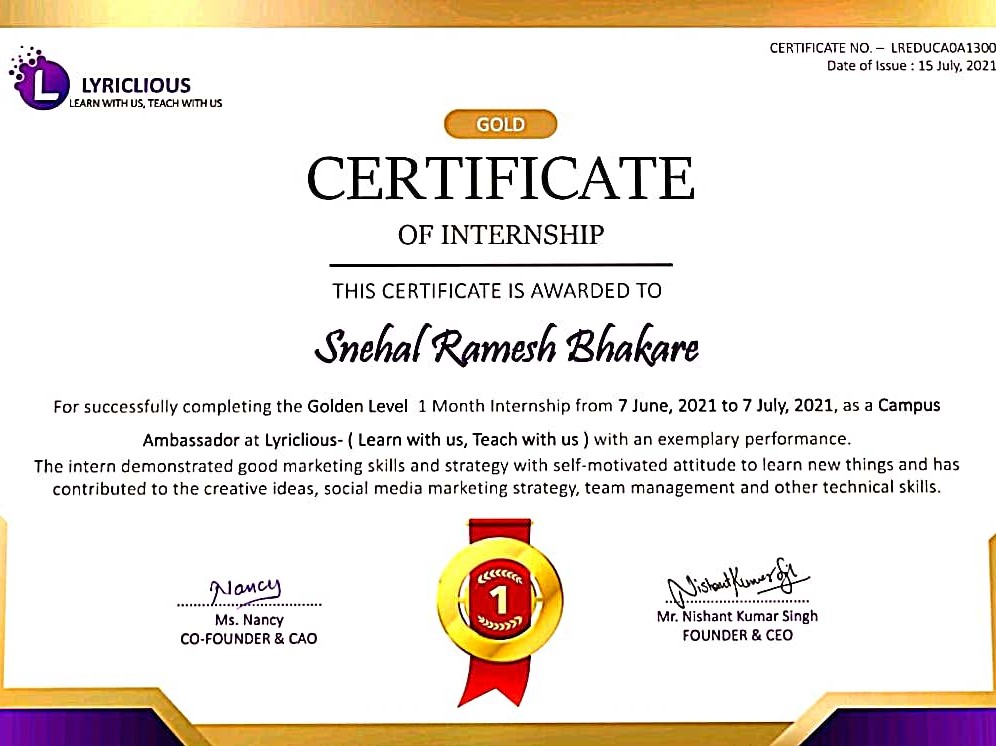 CERTIFICATE NO. – LREDUCA0A1300
Date of Issue : 15 July, 2021
L
LYRICLIOUS
LEARN WITH US, TEACH WITH US
GOLD
CERTIFICATE
OF INTERNSHIP
THIS CERTIFICATE IS AWARDED TO
Snehal Ramesh Bhakare
For successfully completing the Golden Level 1 Month Internship from 7 June, 2021 to 7 July, 2021, as a Campus
Ambassador at Lyriclious- ( Learn with us, Teach with us ) with an exemplary performance.
The intern demonstrated good marketing skills and strategy with self-motivated attitude to learn new things and has
contributed to the creative ideas, social media marketing strategy, team management and other technical skills.
1
Nancy
Ms. Nancy
CO-FOUNDER & CAO
Nishant Kumar
Mr. Nishant Kumar Singh
FOUNDER & CEO